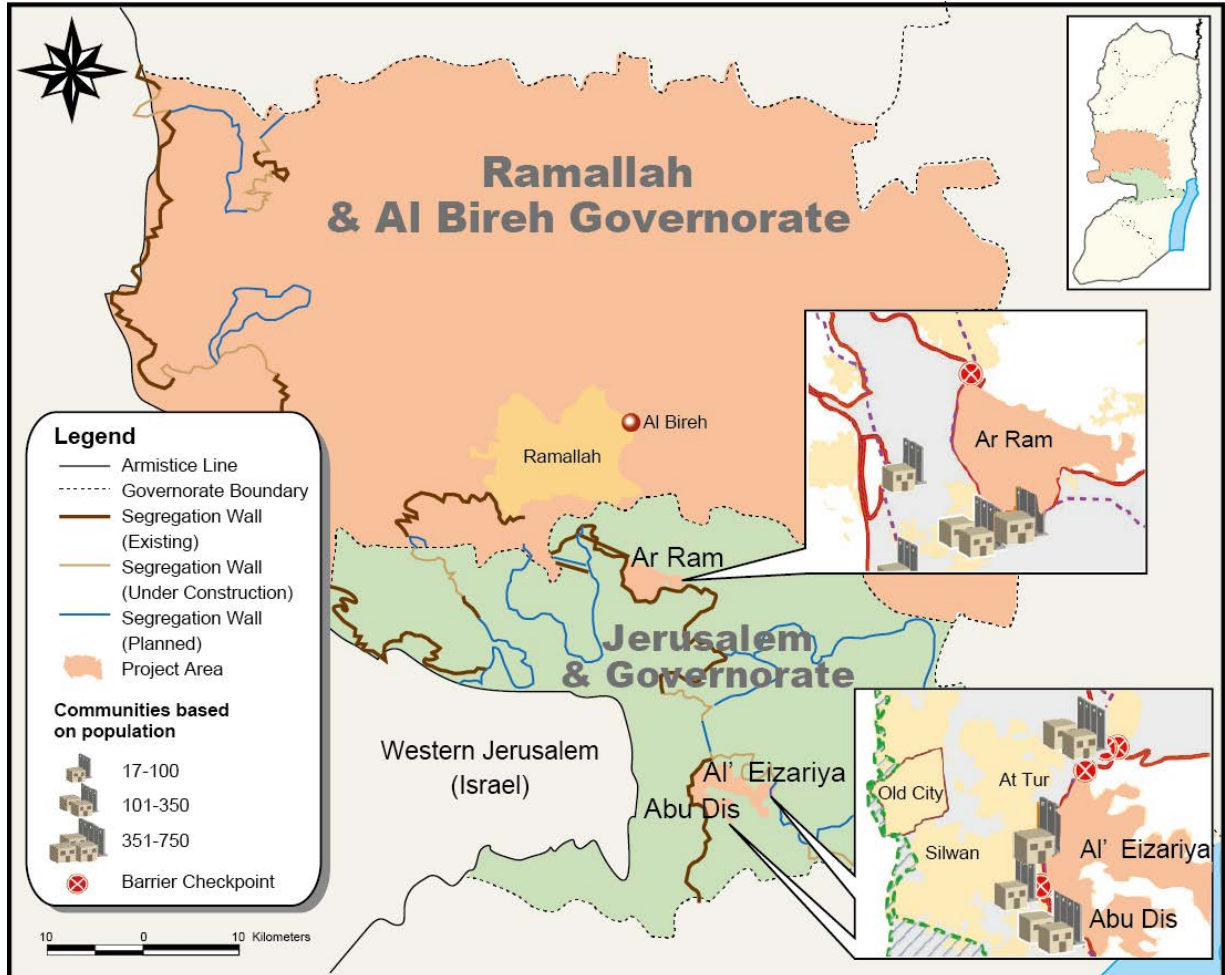 Ramallah
& Al Bireh Governorate
Al Bireh
Ramallah
Ar Ram
Ar Ram
Jerusalem
& Governorate
Western Jerusalem
(Israel)
Al' Eizariya
Abu Dis
Old City
At Tur
Silwan
Al' Eizariya
Abu Dis
Legend
Armistice Line
Governorate Boundary
Segregation Wall
(Existing)
Segregation Wall
(Under Construction)
Segregation Wall
(Planned)
Project Area
Communities based
on population
17-100
101-350
351-750
Barrier Checkpoint
10 0 10 Kilometers